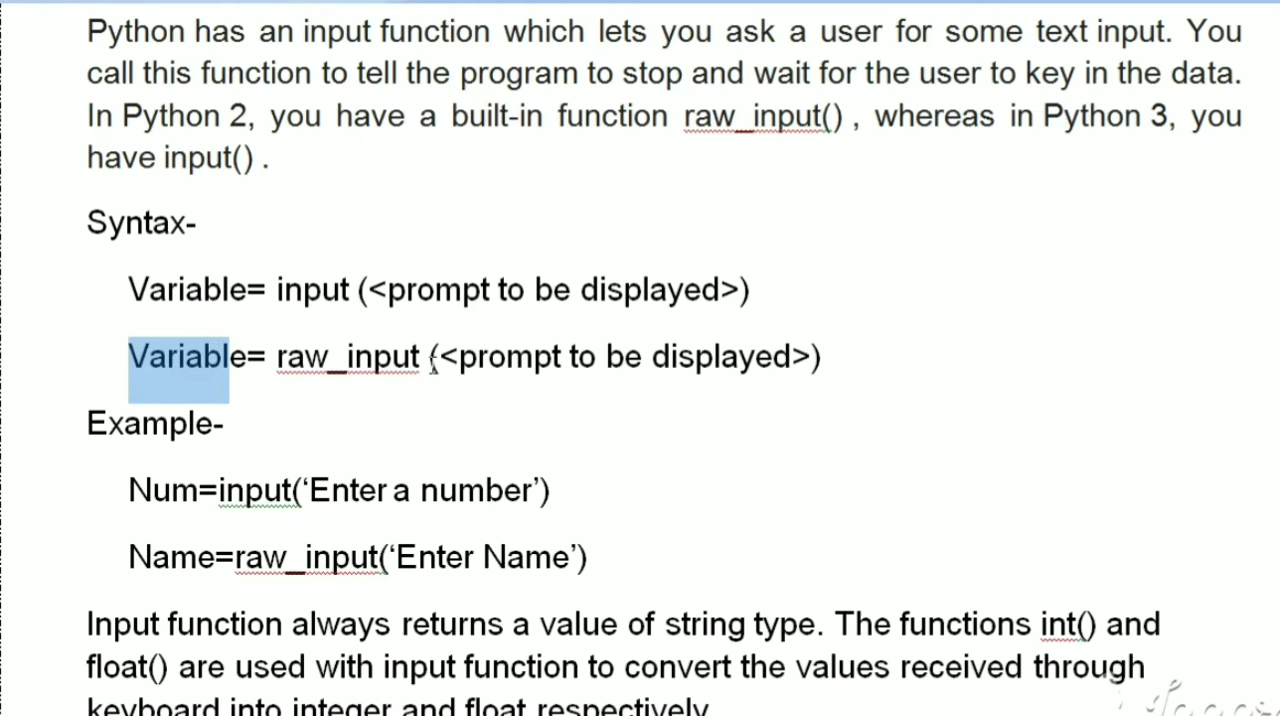 Python has an input function which lets you ask a user for some text input. You
call this function to tell the program to stop and wait for the user to key in the data.
In Python 2, you have a built-in function raw_input() , whereas in Python 3, you
have input() .
Syntax-
Variable= input (<prompt to be displayed>)
Variable= raw_input (<prompt to be displayed>)
Example-
Num=input(‘Enter a number’)
Name=raw_input(‘Enter Name’)
Input function always returns a value of string type. The functions int() and
float() are used with input function to convert the values received through
keyboard into integer and float respectively